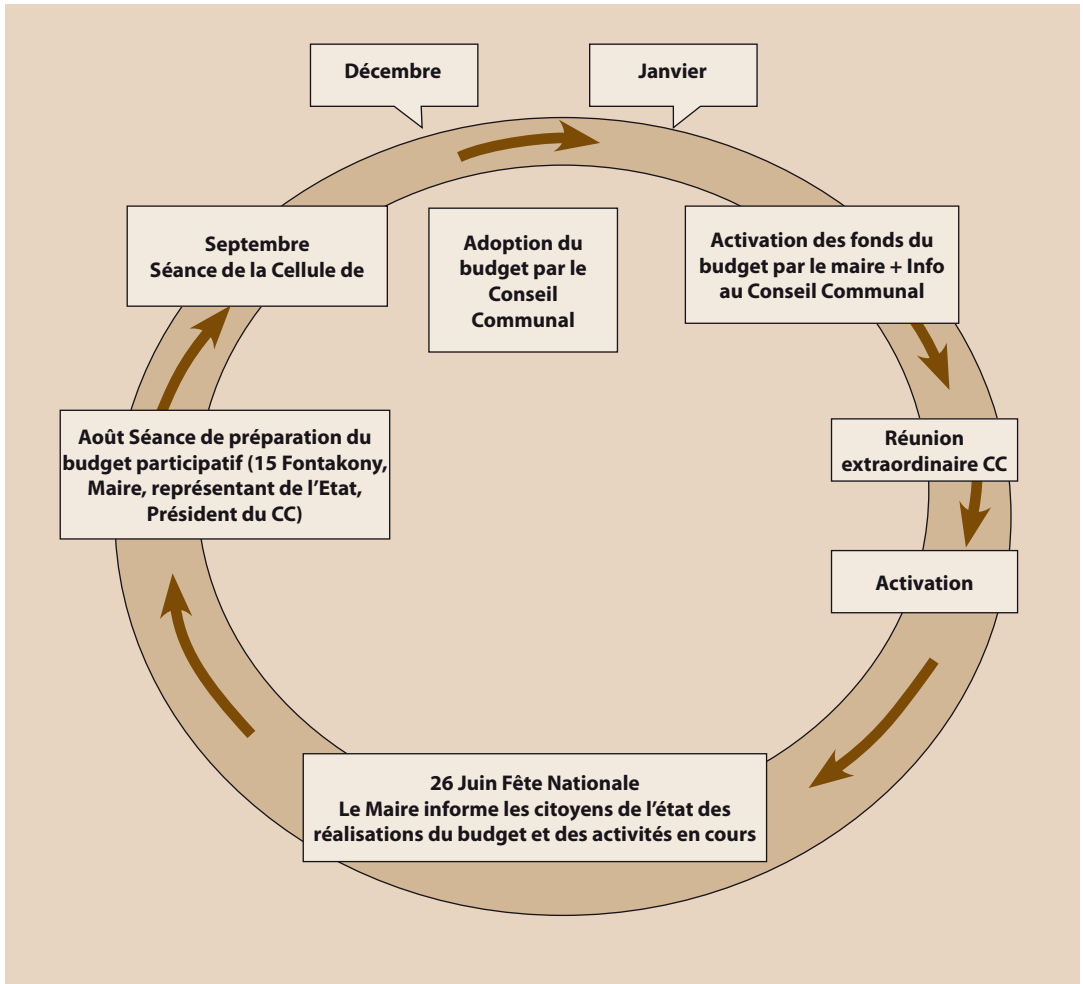 Décembre
Janvier
Septembre
Séance de la Cellule de
Adoption du
budget par le
Conseil
Communal
Activation des fonds du
budget par le maire + Info
au Conseil Communal
Août Séance de préparation du
budget participatif (15 Fontakony,
Maire, représentant de l’Etat,
Président du CC)
Réunion
extraordinaire CC
Activation
26 Juin Fête Nationale
Le Maire informe les citoyens de l’état des
réalisations du budget et des activités en cours